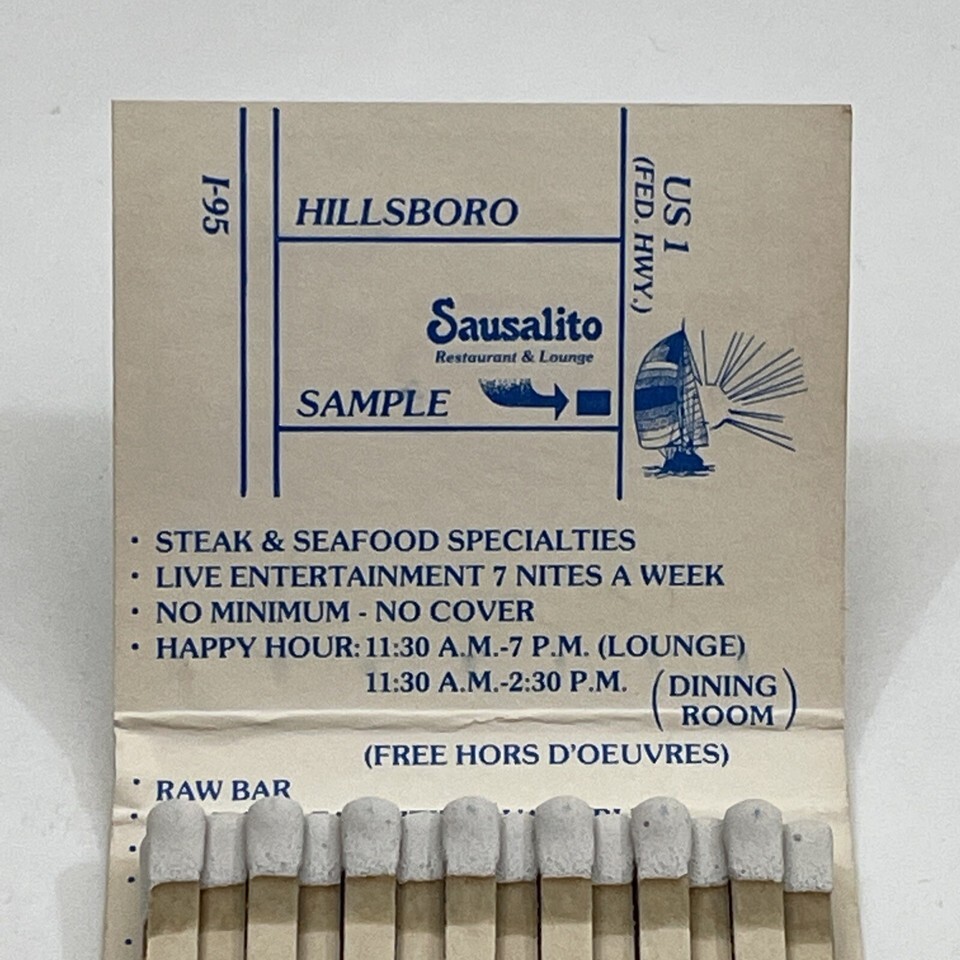 I-95
HILLSBORO
US 1
(FED. HWY.)
Sausalito
Restaurant & Lounge
SAMPLE
• STEAK & SEAFOOD SPECIALTIES
• LIVE ENTERTAINMENT 7 NITES A WEEK
• NO MINIMUM - NO COVER
• HAPPY HOUR: 11:30 A.M.-7 P.M. (LOUNGE)
11:30 A.M.-2:30 P.M. (DINING ROOM)
(FREE HORS D'OEUVRES)
• RAW BAR